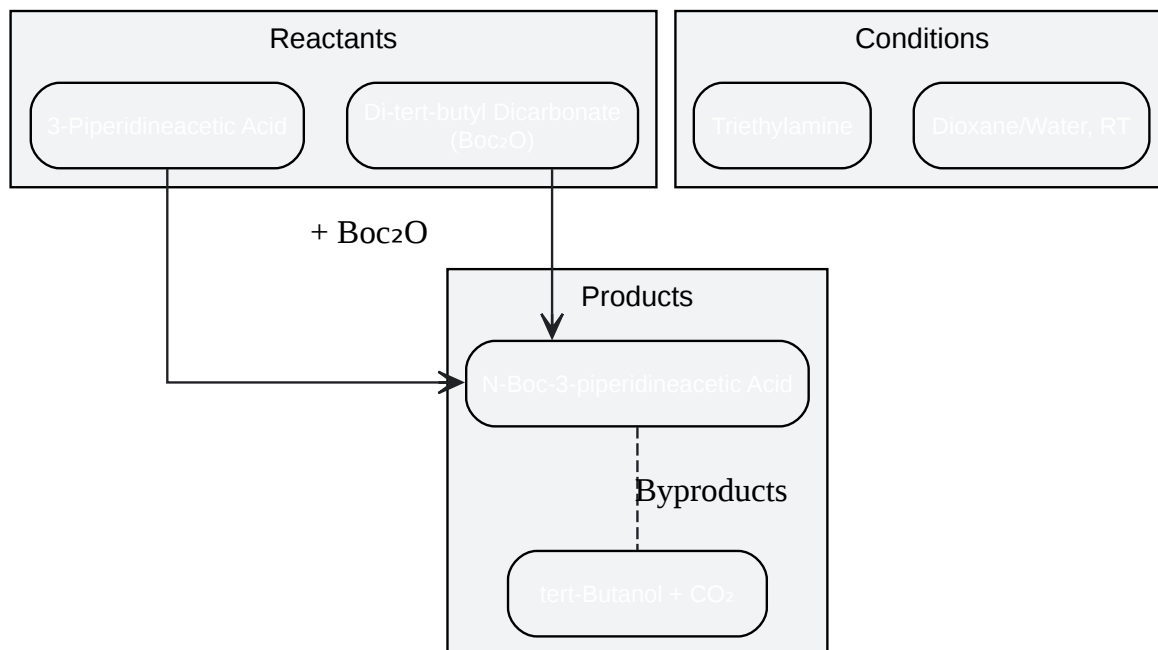 Reactants
3-Piperidineacetic Acid
Di-tert-butyl Dicarbonate
(Boc₂O)
Conditions
Triethylamine
Dioxane/Water, RT
+ Boc₂O
Products
N-Boc-3-piperidineacetic Acid
Byproducts
tert-Butanol + CO₂